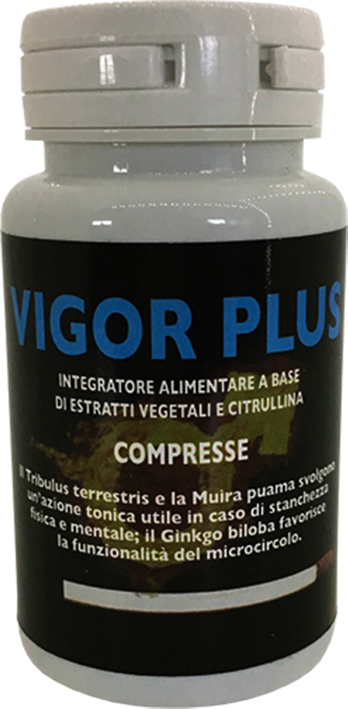 VIGOR PLUS
INTEGRATORE ALIMENTARE A BASE
DI ESTRATTI VEGETALI E CITRULLINA
COMPRESSE
Il Tribulus terrestris e la Muira puama svolgono
un'azione tonica utile in caso di stanchezza
fisica e mentale; il Ginkgo biloba favorisce
la funzionalità del microcircolo.